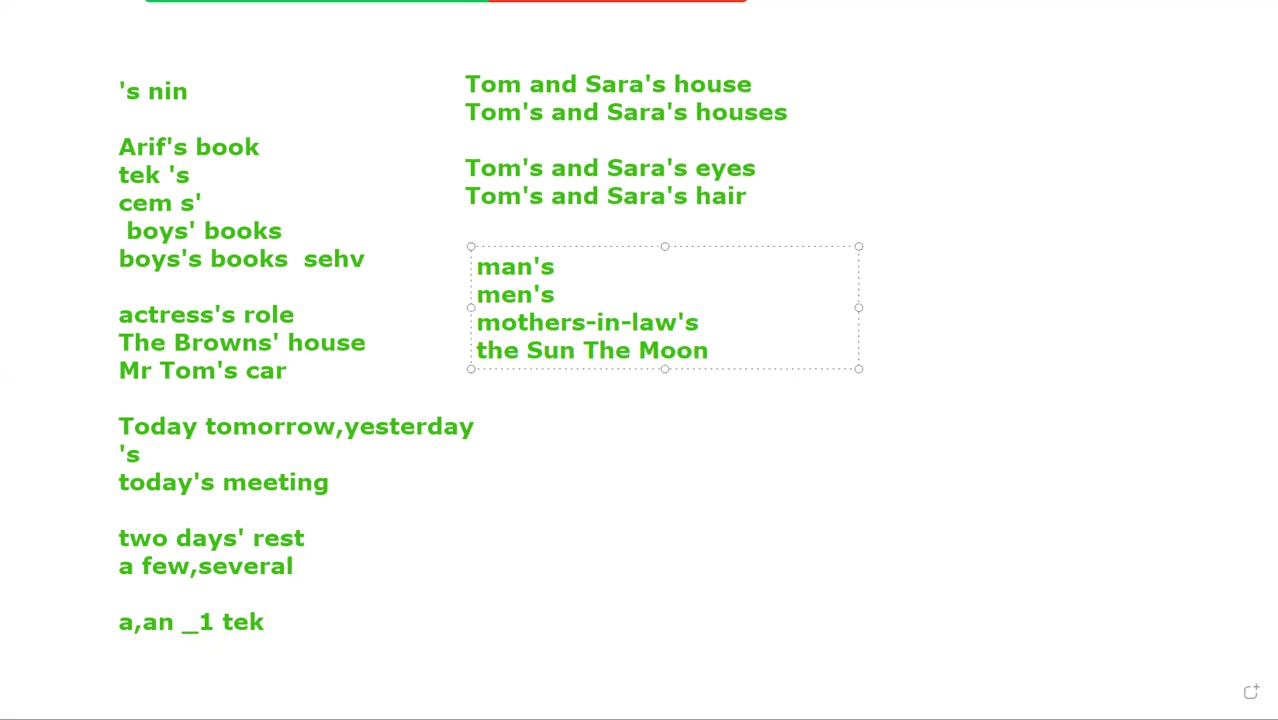 's nin
Arif's book
tek 's
cem s'
boys' books
boys's books  sehv
actress's role
The Browns' house
Mr Tom's car
Today tomorrow,yesterday
's
today's meeting
two days' rest
a few,several
a,an _1 tek
Tom and Sara's house
Tom's and Sara's houses
Tom's and Sara's eyes
Tom's and Sara's hair
man's
men's
mothers-in-law's
the Sun The Moon